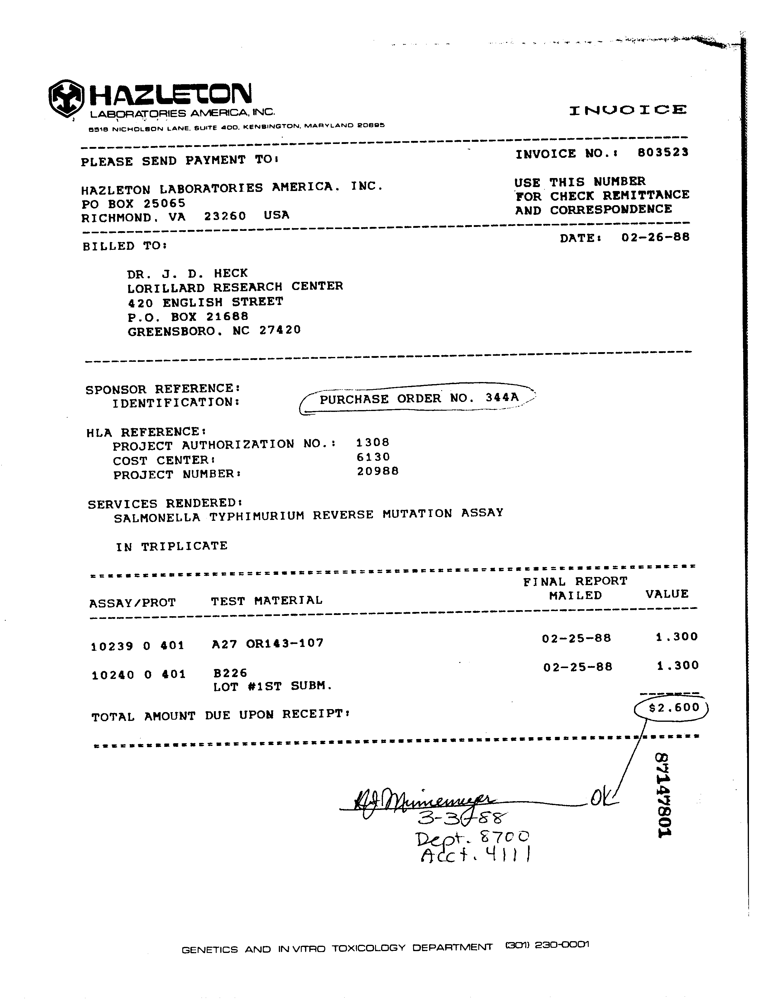 HAZLETON
LABORATORIES AMERICA, INC.
5516 NICHOLSON LANE, SUITE 400, KENSINGTON, MARYLAND 20895
INVOICE
PLEASE SEND PAYMENT TO:
INVOICE NO.: 803523
HAZLETON LABORATORIES AMERICA, INC.
PO BOX 25065
RICHMOND, VA 23260 USA
USE THIS NUMBER
FOR CHECK REMITTANCE
AND CORRESPONDENCE
BILLED TO:
DATE: 02-26-88
DR. J. D. HECK
LORILLARD RESEARCH CENTER
420 ENGLISH STREET
P.O. BOX 21688
GREENSBORO, NC 27420
SPONSOR REFERENCE:
IDENTIFICATION: PURCHASE ORDER NO. 344A
HLA REFERENCE:
PROJECT AUTHORIZATION NO.: 1308
COST CENTER: 6130
PROJECT NUMBER: 20988
SERVICES RENDERED:
SALMONELLA TYPHIMURIUM REVERSE MUTATION ASSAY
IN TRIPLICATE
FINAL REPORT
ASSAY/PROT TEST MATERIAL MAILED VALUE
10239 0 401 A27 OR143-107 02-25-88 1.300
10240 0 401 B226 02-25-88 1.300
LOT #1ST SUBM.
TOTAL AMOUNT DUE UPON RECEIPT: $2.600
OK
Dept. 8700
Acct. 4111
87147801
GENETICS AND IN VITRO TOXICOLOGY DEPARTMENT (301) 230-0001